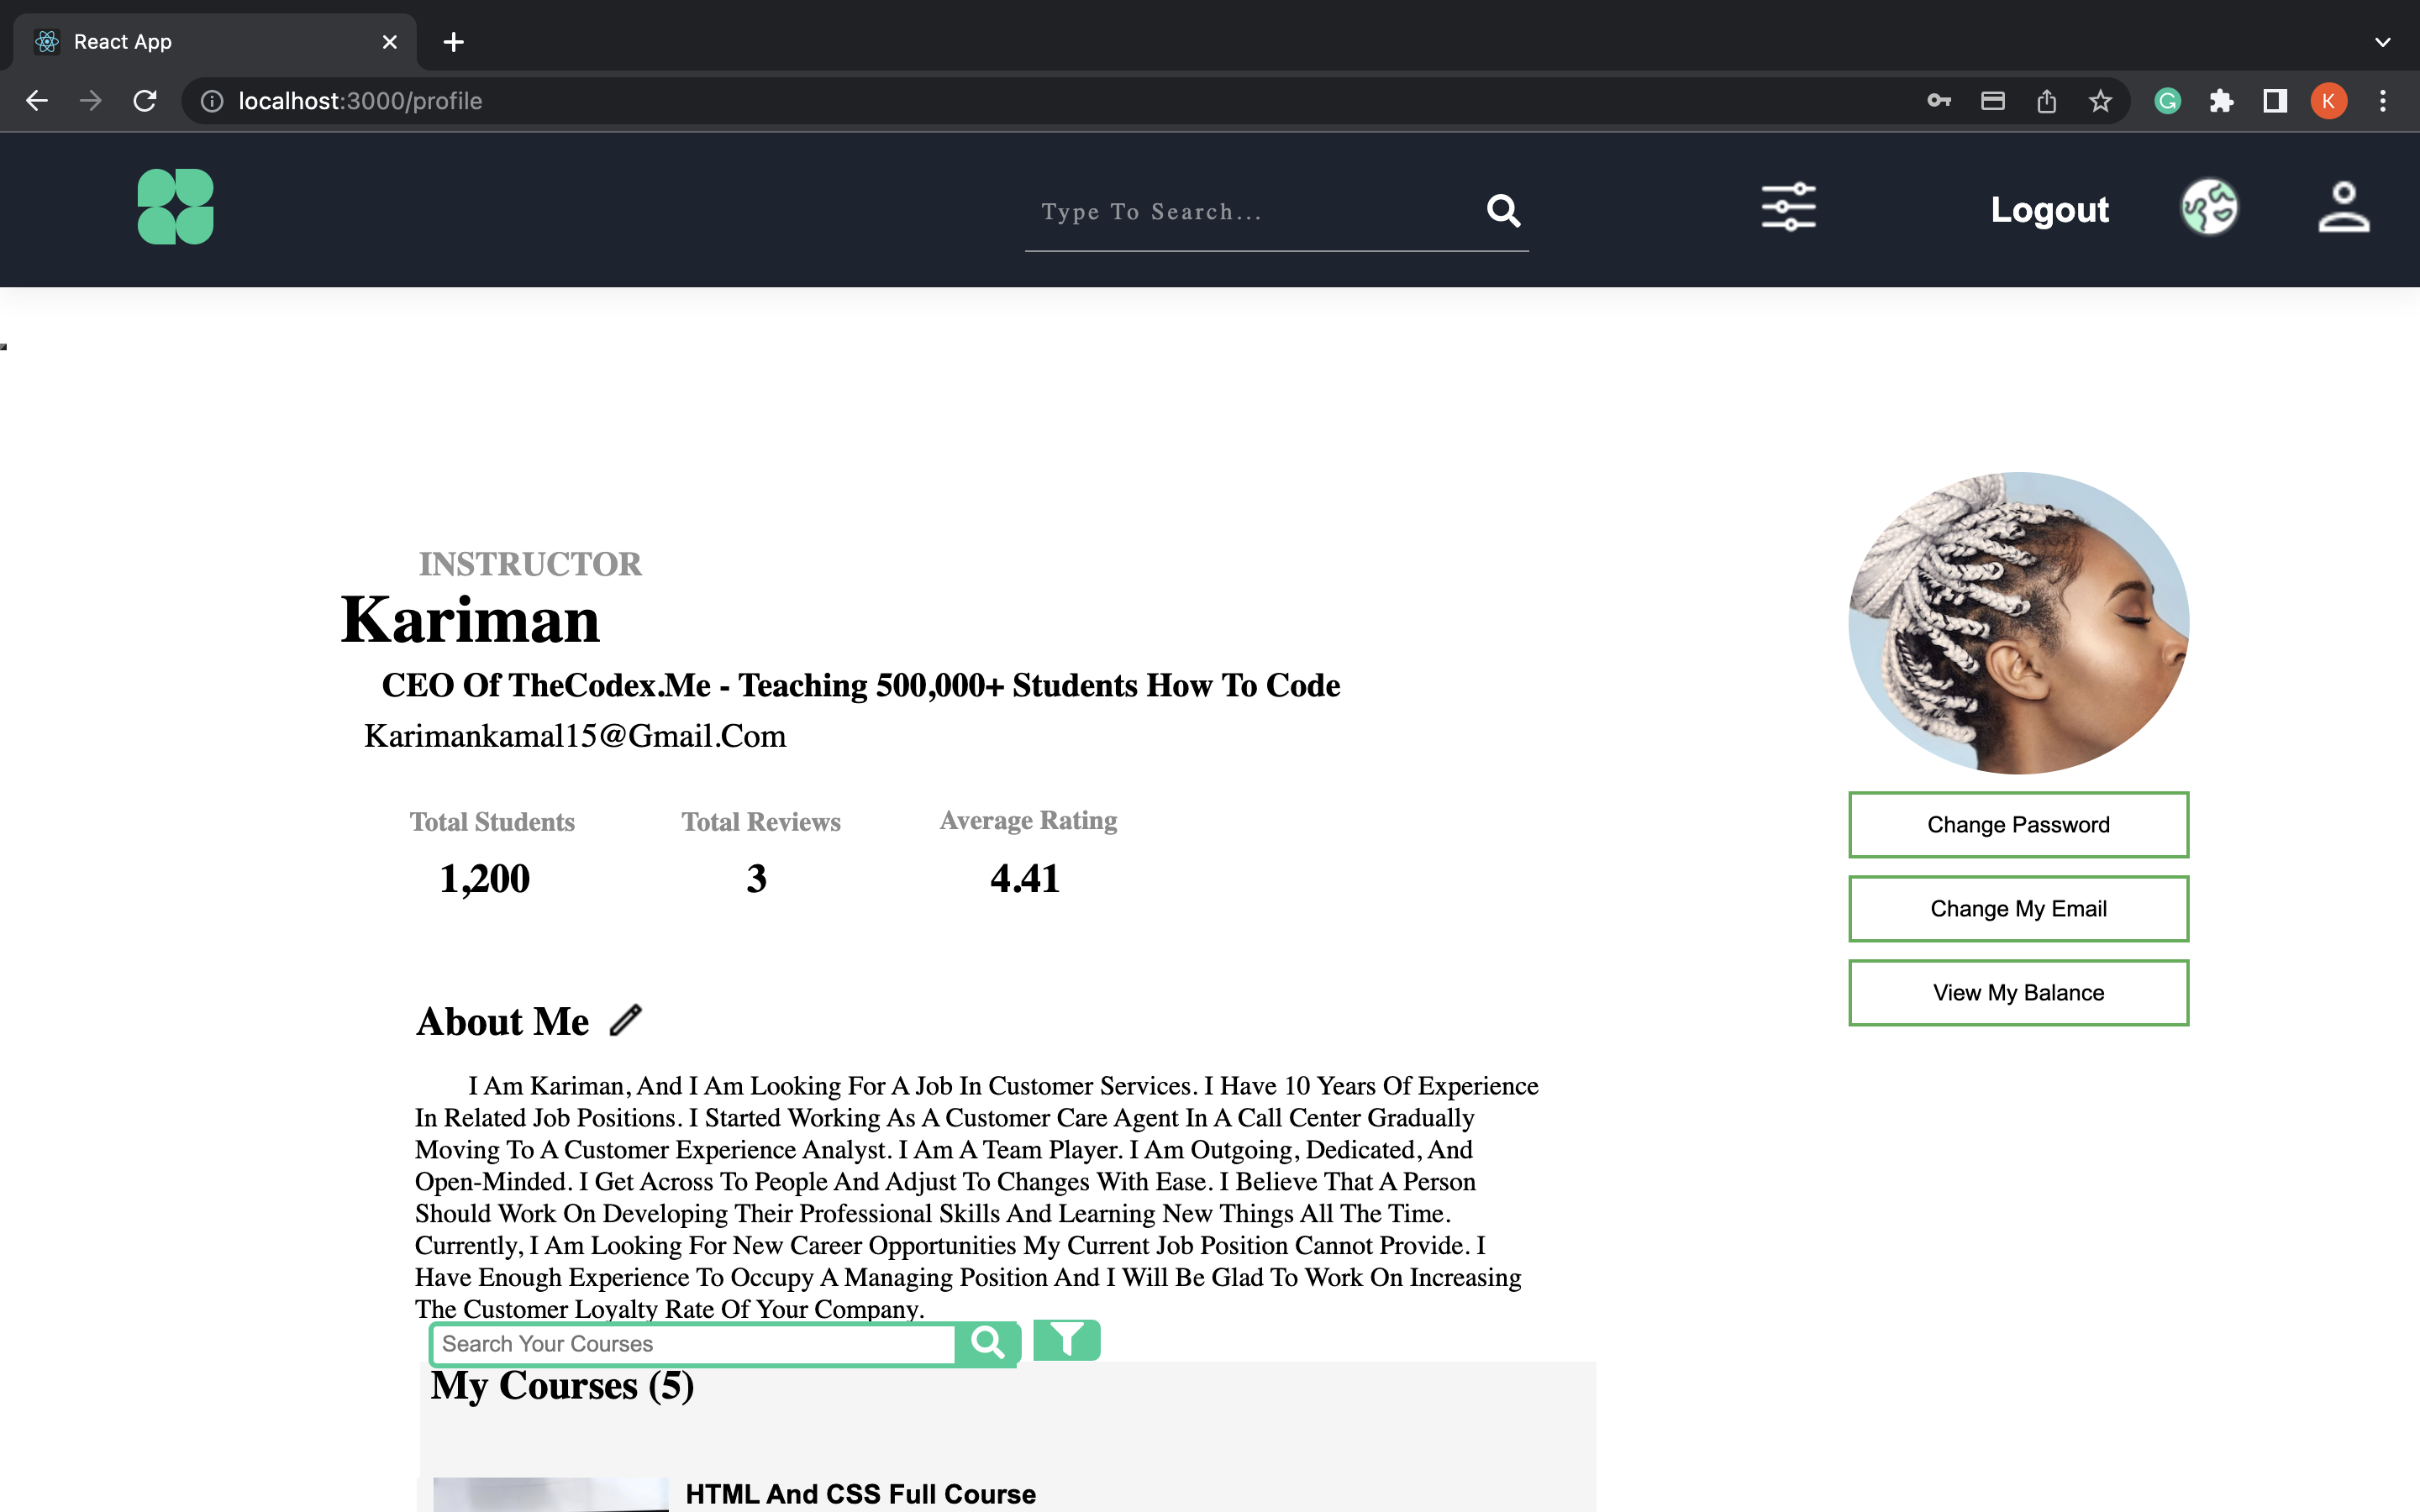 React App
localhost:3000/profile
K
Type To Search...
Logout
INSTRUCTOR
Kariman
CEO Of TheCodex.Me - Teaching 500,000+ Students How To Code
Karimankamal15@Gmail.Com
Total Students
Total Reviews
Average Rating
1,200
3
4.41
Change Password
Change My Email
View My Balance
About Me
I Am Kariman, And I Am Looking For A Job In Customer Services. I Have 10 Years Of Experience
In Related Job Positions. I Started Working As A Customer Care Agent In A Call Center Gradually
Moving To A Customer Experience Analyst. I Am A Team Player. I Am Outgoing, Dedicated, And
Open-Minded. I Get Across To People And Adjust To Changes With Ease. I Believe That A Person
Should Work On Developing Their Professional Skills And Learning New Things All The Time.
Currently, I Am Looking For New Career Opportunities My Current Job Position Cannot Provide. I
Have Enough Experience To Occupy A Managing Position And I Will Be Glad To Work On Increasing
The Customer Loyalty Rate Of Your Company.
Search Your Courses
My Courses (5)
HTML And CSS Full Course